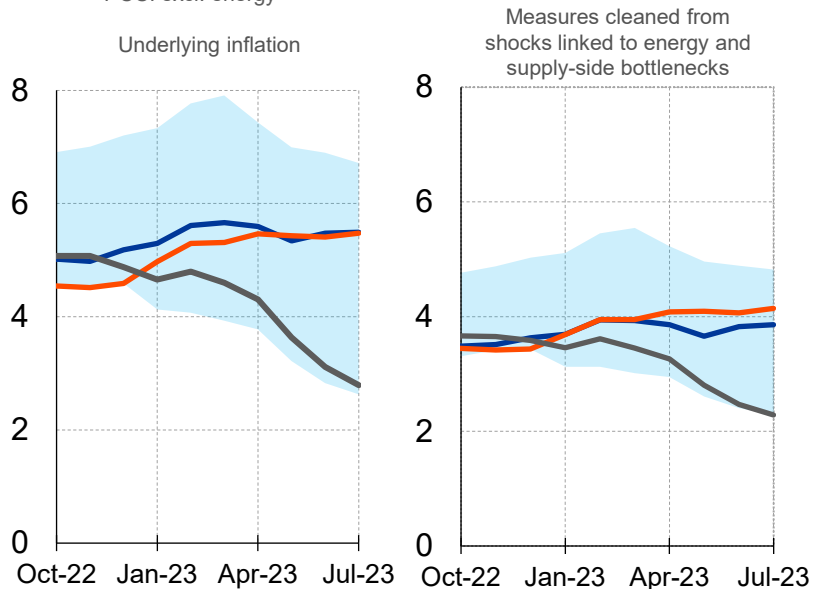 Underlying inflation
Measures cleaned from
shocks linked to energy and
supply-side bottlenecks
8
6
4
2
0
Oct-22 Jan-23 Apr-23 Jul-23
8
6
4
2
0
Oct-22 Jan-23 Apr-23 Jul-23